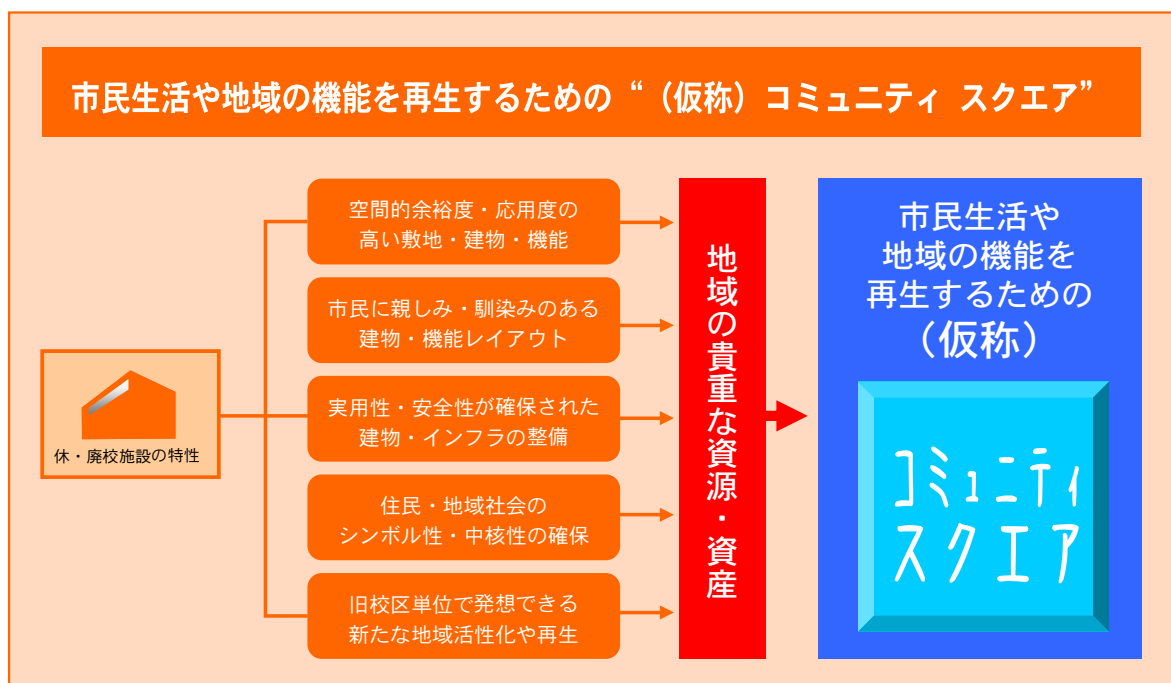 市民生活や地域の機能を再生するための“（仮称）コミュニティ スクエア”
休・廃校施設の特性
空間的余裕度・応用度の
高い敷地・建物・機能
市民に親しみ・馴染みのある
建物・機能レイアウト
実用性・安全性が確保された
建物・インフラの整備
住民・地域社会の
シンボル性・中核性の確保
旧校区単位で発想できる
新たな地域活性化や再生
地域の貴重な資源・資産
市民生活や
地域の機能を
再生するための
（仮称）
コミュニティ
スクエア